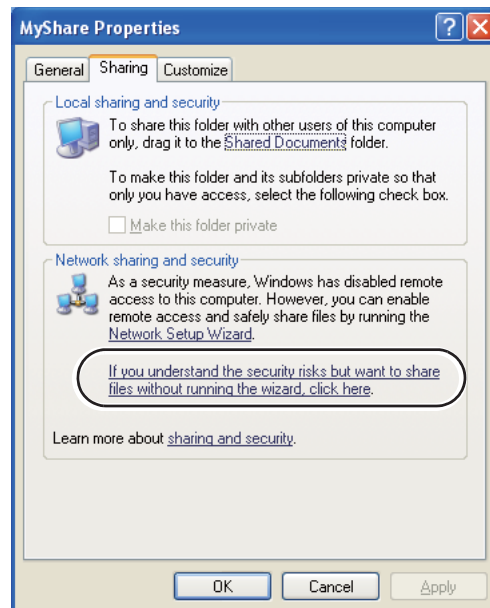 MyShare Properties
General
Sharing
Customize
Local sharing and security
To share this folder with other users of this computer
only, drag it to the Shared Documents folder.
To make this folder and its subfolders private so that
only you have access, select the following check box.
Make this folder private
Network sharing and security
As a security measure, Windows has disabled remote
access to this computer. However, you can enable
remote access and safely share files by running the
Network Setup Wizard.
If you understand the security risks but want to share
files without running the wizard, click here.
Learn more about sharing and security.
OK
Cancel
Apply